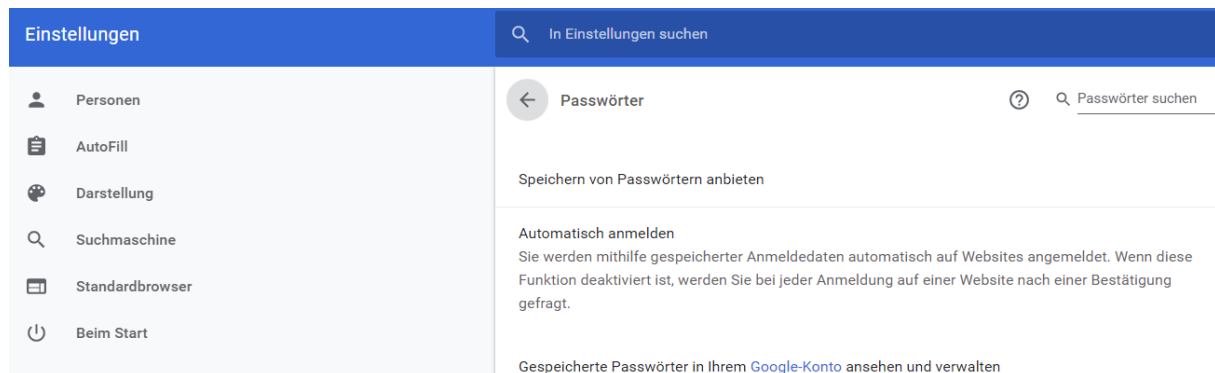 Einstellungen
In Einstellungen suchen
Personen
AutoFill
Darstellung
Suchmaschine
Standardbrowser
Beim Start
Passwörter
Passwörter suchen
Speichern von Passwörtern anbieten
Automatisch anmelden
Sie werden mithilfe gespeicherter Anmeldedaten automatisch auf Websites angemeldet. Wenn diese
Funktion deaktiviert ist, werden Sie bei jeder Anmeldung auf einer Website nach einer Bestätigung
gefragt.
Gespeicherte Passwörter in Ihrem Google-Konto ansehen und verwalten